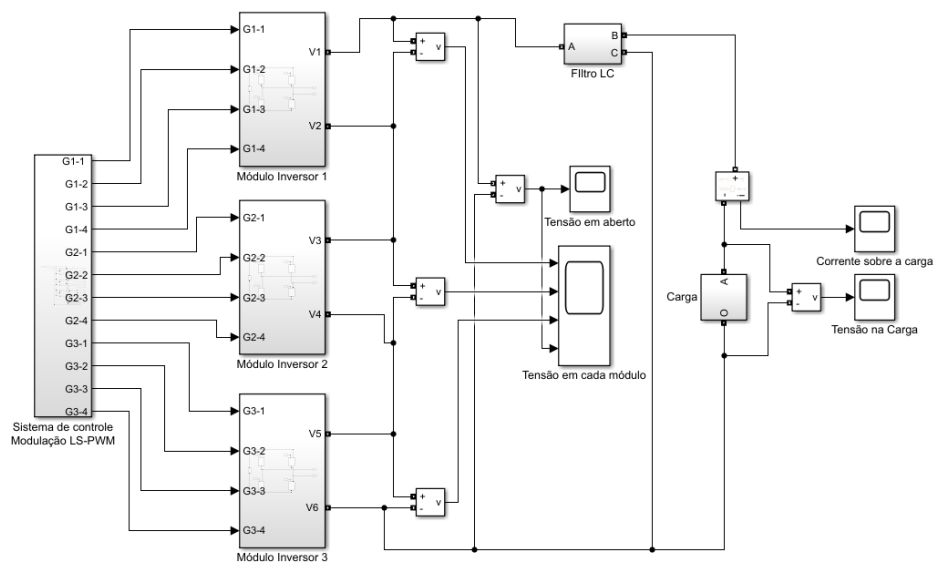 G1-1
G1-2
G1-3
G1-4
G2-1
G2-2
G2-3
G2-4
G3-1
G3-2
G3-3
G3-4
Sistema de controle
Modulação LS-PWM
G1-1
G1-2
G1-3
G1-4
V1
V2
Módulo Inversor 1
G2-1
G2-2
G2-3
G2-4
V3
V4
Módulo Inversor 2
G3-1
G3-2
G3-3
G3-4
V5
V6
Módulo Inversor 3
+
-
v
+
-
v
+
-
v
+
-
v
Tensão em aberto
Tensão em cada módulo
A
B
C
FIltro LC
+
Corrente sobre a carga
Carga
A
O
+
-
v
Tensão na Carga